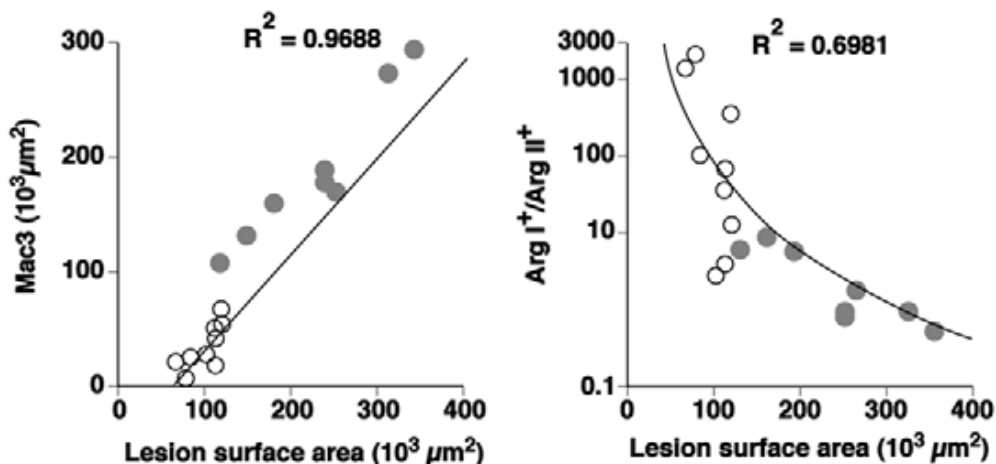 R² = 0.9688
300
200
100
0
Mac3 (10³µm²)
0 100 200 300 400
Lesion surface area (10³ µm²)
R² = 0.6981
3000
1000
100
10
0.1
Arg I⁺/Arg II⁺
0 100 200 300 400
Lesion surface area (10³ µm²)